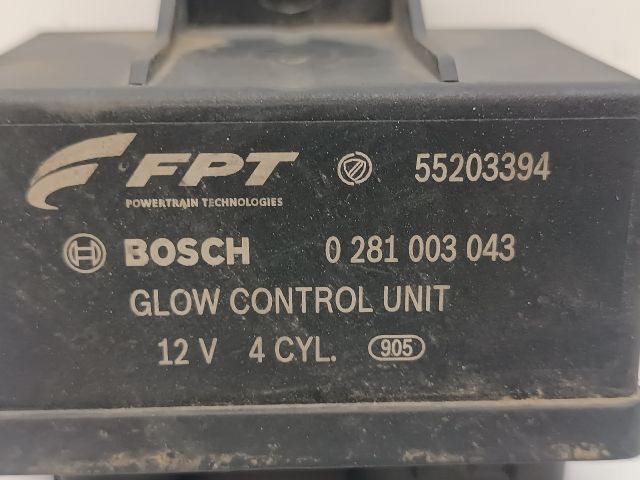 FPT 55203394
POWERTRAIN TECHNOLOGIES
BOSCH 0 281 003 043
GLOW CONTROL UNIT
12 V 4 CYL. 905